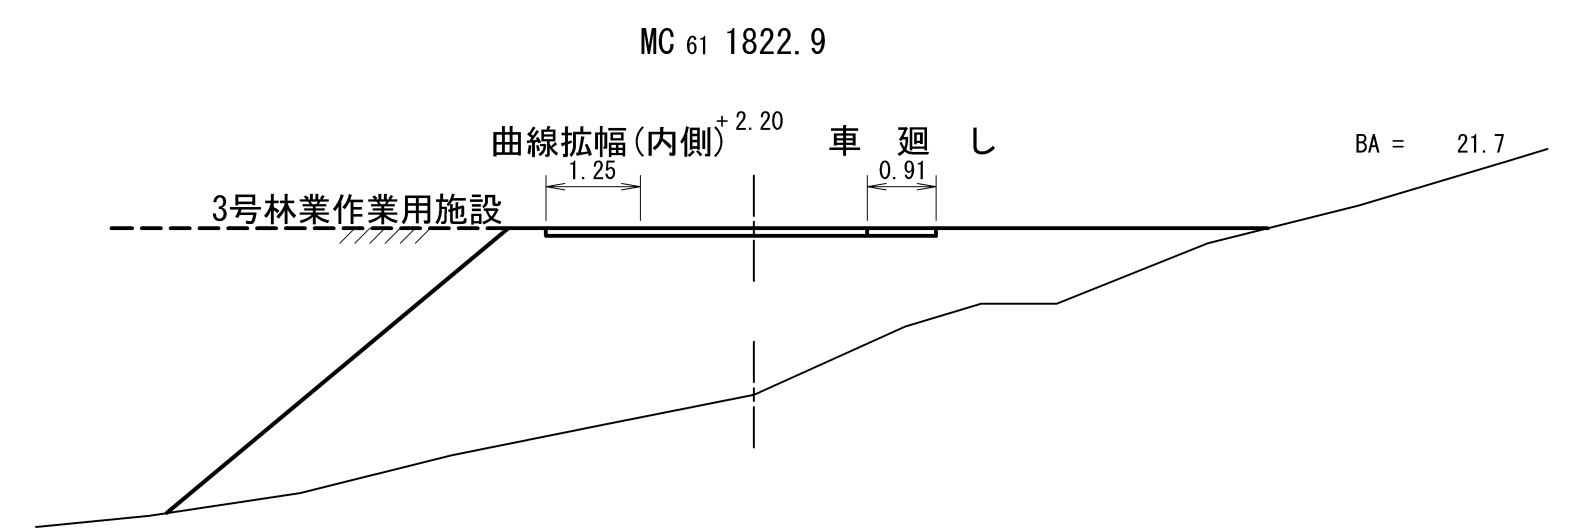 MC 61 1822.9
+2.20
曲線拡幅(内側) 車 廻 し
BA = 21.7
1.25 0.91
3号林業作業用施設